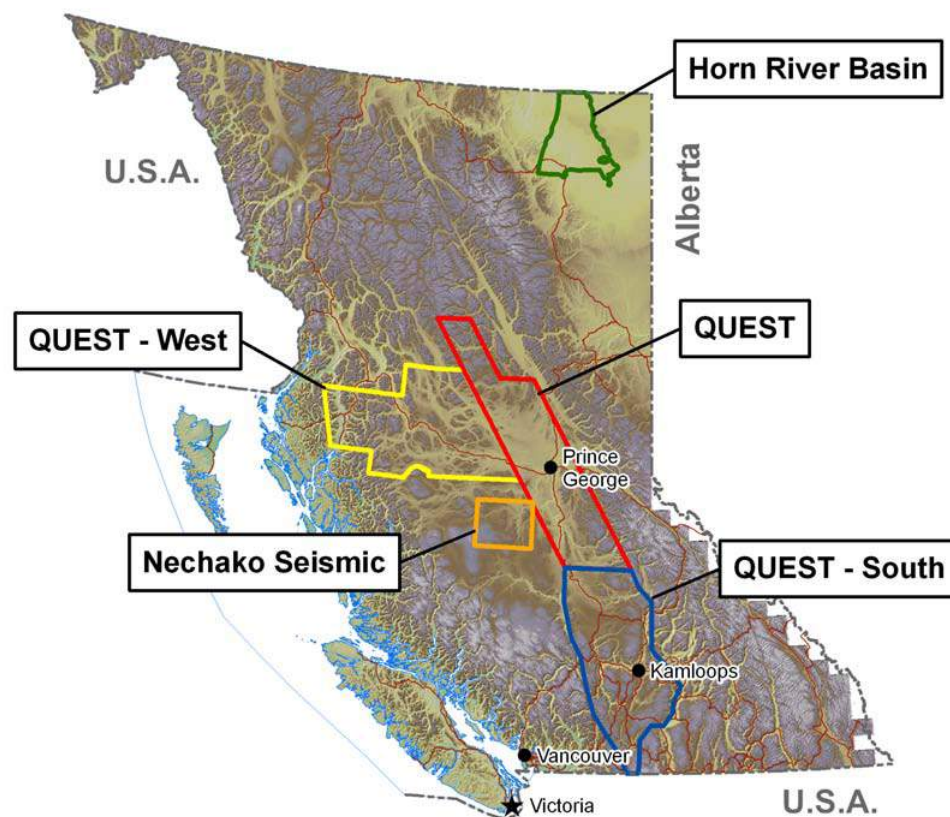 Horn River Basin
U.S.A.
Alberta
QUEST - West
QUEST
Prince
George
Nechako Seismic
QUEST - South
Kamloops
Vancouver
Victoria
U.S.A.